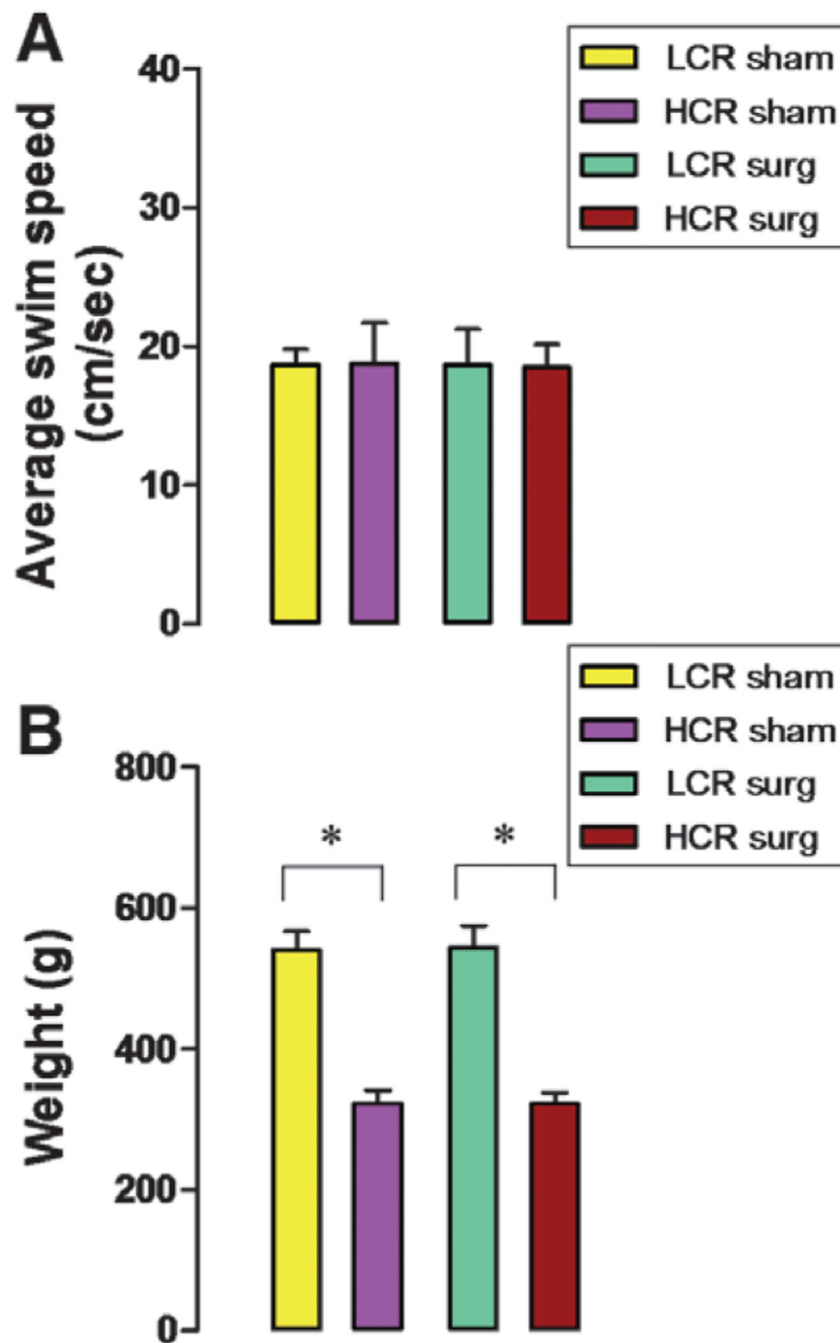 A
Average swim speed
(cm/sec)
40
30
20
10
0
LCR sham
HCR sham
LCR surg
HCR surg
B
Weight (g)
800
600
400
200
0
*
*
LCR sham
HCR sham
LCR surg
HCR surg